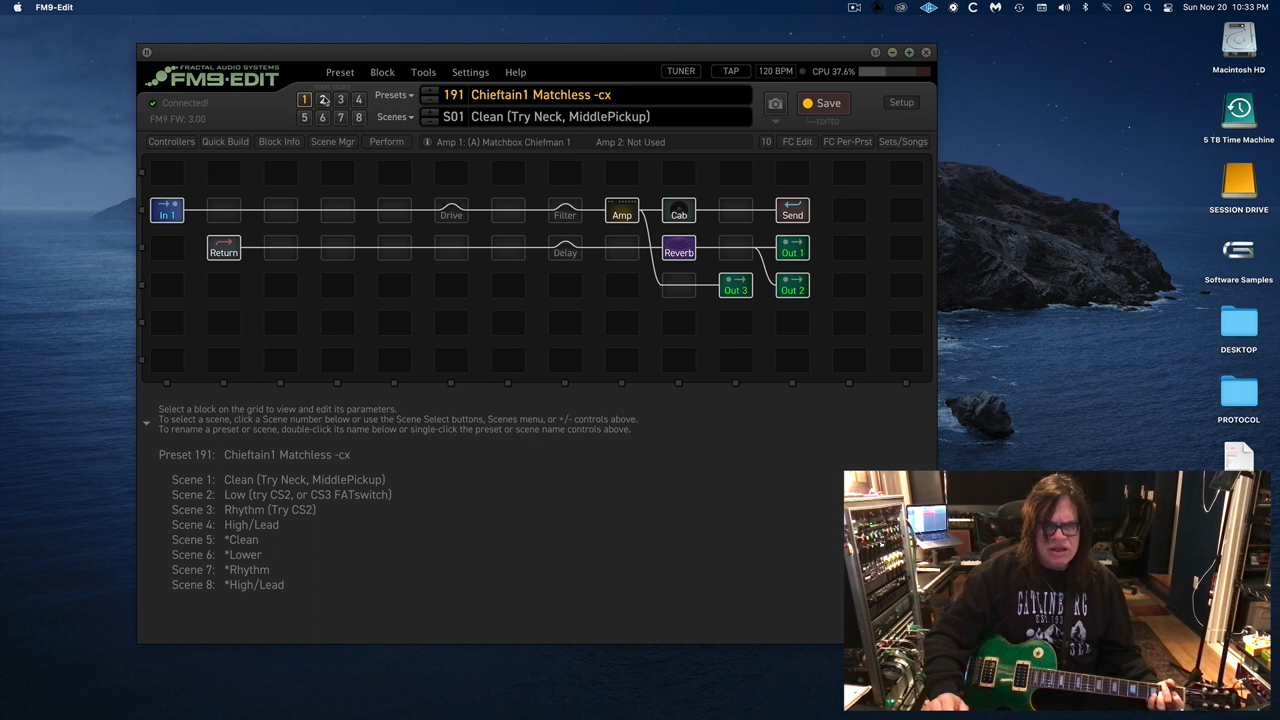 FM9-Edit
Sun Nov 20 10:33 PM
FRACTAL AUDIO SYSTEMS
FM9-EDIT
Preset Block Tools Settings Help
TUNER TAP 120 BPM CPU 37.6%
Connected!
FM9 FW: 3.00
SCENE SELECT
1 2 3 4
5 6 7 8
Presets 191 Chieftain1 Matchless -cx
Scenes S01 Clean (Try Neck, MiddlePickup)
Save
EDITED
Setup
Controllers Quick Build Block Info Scene Mgr Perform Amp 1: (A) Matchbox Chiefman 1 Amp 2: Not Used 10 FC Edit FC Per-Prst Sets/Songs
In 1 Drive Filter Amp Cab Send
Return Delay Reverb Out 1
Out 3 Out 2
Select a block on the grid to view and edit its parameters.
To select a scene, click a Scene number below or use the Scene Select buttons, Scenes menu, or +/- controls above.
To rename a preset or scene, double-click its name below or single-click the preset or scene name controls above.
Preset 191: Chieftain1 Matchless -cx
Scene 1: Clean (Try Neck, MiddlePickup)
Scene 2: Low (try CS2, or CS3 FATswitch)
Scene 3: Rhythm (Try CS2)
Scene 4: High/Lead
Scene 5: *Clean
Scene 6: *Lower
Scene 7: *Rhythm
Scene 8: *High/Lead
Macintosh HD
5 TB Time Machine
SESSION DRIVE
Software Samples
DESKTOP
PROTOCOL